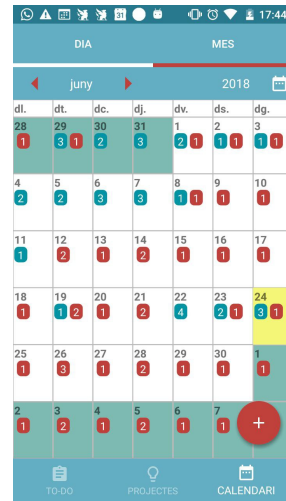 31 17:44
DIA MES
juny 2018
dl. dt. dc. dj. dv. ds. dg.
28 29 30 31 1 2 3
1 3 1 2 3 2 1 1 1 1 1
4 5 6 7 8 9 10
2 2 3 3 1 1 1 1
11 12 13 14 15 16 17
1 2 1 2 1 1 1
18 19 20 21 22 23 24
1 1 2 1 2 4 2 1 3 1
25 26 27 28 29 30 1
1 3 1 2 1 1 1
2 3 4 5 6 7
1 2 1 2 1 1 +
TO-DO PROJECTES CALENDARI